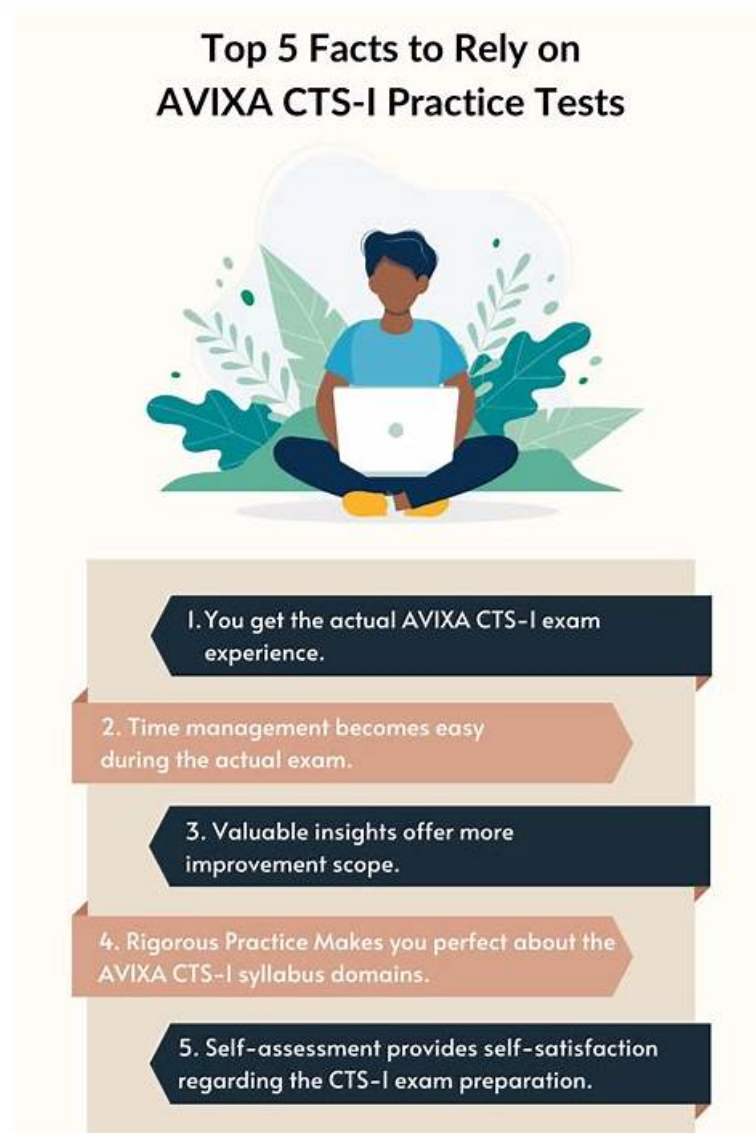 Top 5 Facts to Rely on
AVIXA CTS-I Practice Tests
1. You get the actual AVIXA CTS-I exam
experience.
2. Time management becomes easy
during the actual exam.
3. Valuable insights offer more
improvement scope.
4. Rigorous Practice Makes you perfect about the
AVIXA CTS-I syllabus domains.
5. Self-assessment provides self-satisfaction
regarding the CTS-I exam preparation.